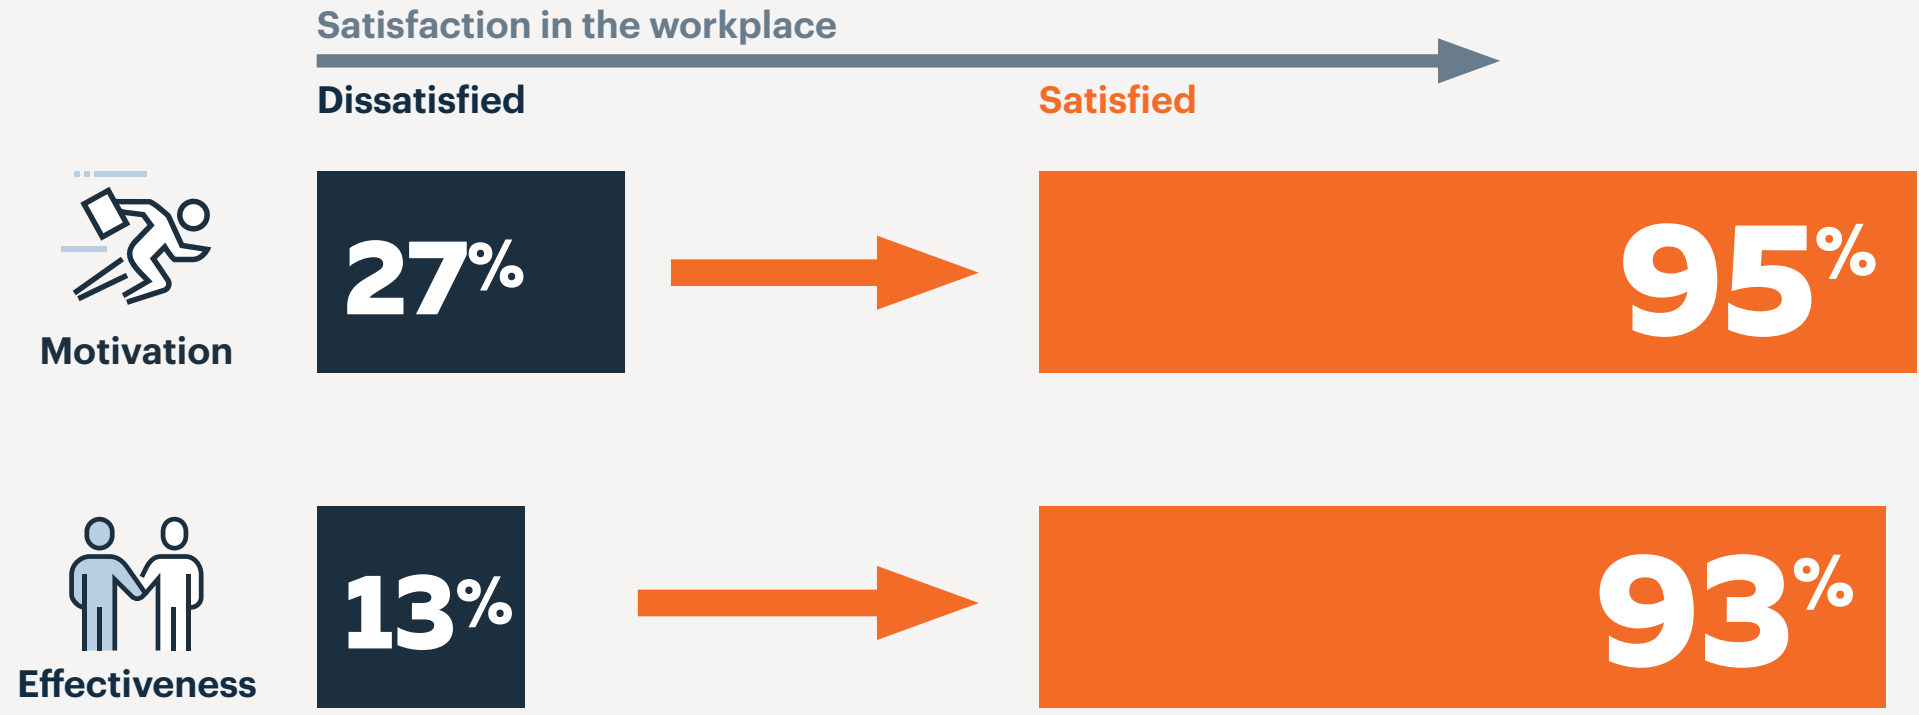 Satisfaction in the workplace
Dissatisfied
Satisfied
27%
95%
Motivation
13%
93%
Effectiveness